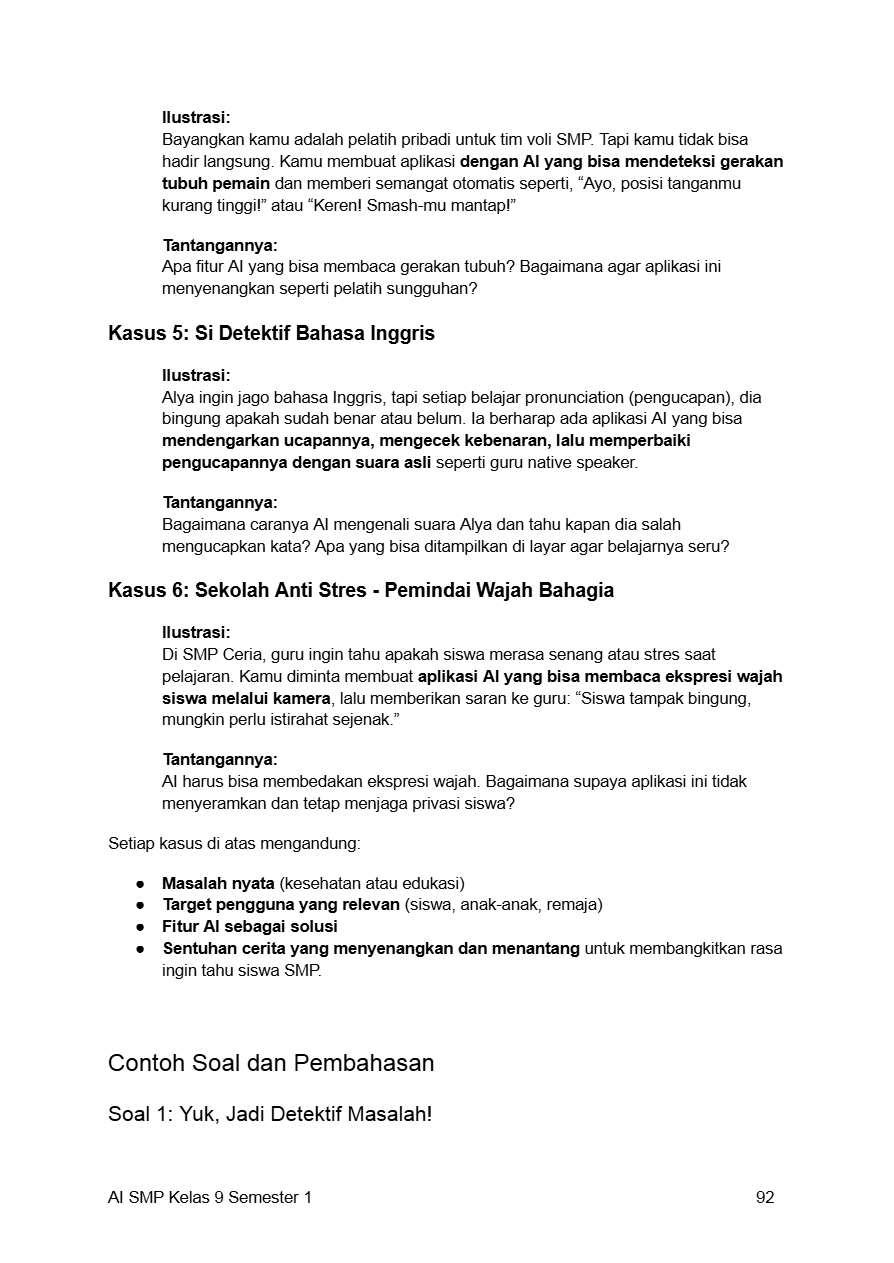 Ilustrasi:
Bayangkan kamu adalah pelatih pribadi untuk tim voli SMP. Tapi kamu tidak bisa
hadir langsung. Kamu membuat aplikasi dengan AI yang bisa mendeteksi gerakan
tubuh pemain dan memberi semangat otomatis seperti, “Ayo, posisi tanganmu
kurang tinggi!” atau “Keren! Smash-mu mantap!”
Tantangannya:
Apa fitur AI yang bisa membaca gerakan tubuh? Bagaimana agar aplikasi ini
menyenangkan seperti pelatih sungguhan?
Kasus 5: Si Detektif Bahasa Inggris
Ilustrasi:
Alya ingin jago bahasa Inggris, tapi setiap belajar pronunciation (pengucapan), dia
bingung apakah sudah benar atau belum. Ia berharap ada aplikasi AI yang bisa
mendengarkan ucapannya, mengecek kebenaran, lalu memperbaiki
pengucapannya dengan suara asli seperti guru native speaker.
Tantangannya:
Bagaimana caranya AI mengenali suara Alya dan tahu kapan dia salah
mengucapkan kata? Apa yang bisa ditampilkan di layar agar belajarnya seru?
Kasus 6: Sekolah Anti Stres - Pemindai Wajah Bahagia
Ilustrasi:
Di SMP Ceria, guru ingin tahu apakah siswa merasa senang atau stres saat
pelajaran. Kamu diminta membuat aplikasi AI yang bisa membaca ekspresi wajah
siswa melalui kamera, lalu memberikan saran ke guru: “Siswa tampak bingung,
mungkin perlu istirahat sejenak.”
Tantangannya:
AI harus bisa membedakan ekspresi wajah. Bagaimana supaya aplikasi ini tidak
menyeramkan dan tetap menjaga privasi siswa?
Setiap kasus di atas mengandung:
● Masalah nyata (kesehatan atau edukasi)
● Target pengguna yang relevan (siswa, anak-anak, remaja)
● Fitur AI sebagai solusi
● Sentuhan cerita yang menyenangkan dan menantang untuk membangkitkan rasa
ingin tahu siswa SMP.
Contoh Soal dan Pembahasan
Soal 1: Yuk, Jadi Detektif Masalah!
AI SMP Kelas 9 Semester 1 92